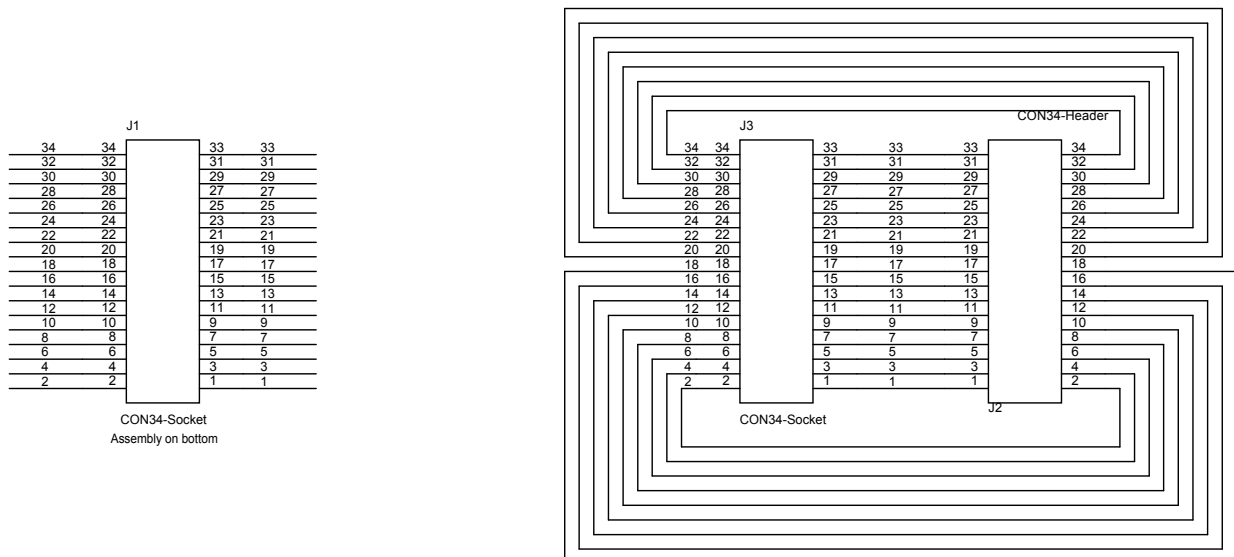 J1
34 34 33 33
32 32 31 31
30 30 29 29
28 28 27 27
26 26 25 25
24 24 23 23
22 22 21 21
20 20 19 19
18 18 17 17
16 16 15 15
14 14 13 13
12 12 11 11
10 10 9 9
8 8 7 7
6 6 5 5
4 4 3 3
2 2 1 1
CON34-Socket
Assembly on bottom
J3
CON34-Header
34 34 33 33 33 34
32 32 31 31 31 32
30 30 29 29 29 30
28 28 27 27 27 28
26 26 25 25 25 26
24 24 23 23 23 24
22 22 21 21 21 22
20 20 19 19 19 20
18 18 17 17 17 18
16 16 15 15 15 16
14 14 13 13 13 14
12 12 11 11 11 12
10 10 9 9 9 10
8 8 7 7 7 8
6 6 5 5 5 6
4 4 3 3 3 4
2 2 1 1 1 2
J2
CON34-Socket